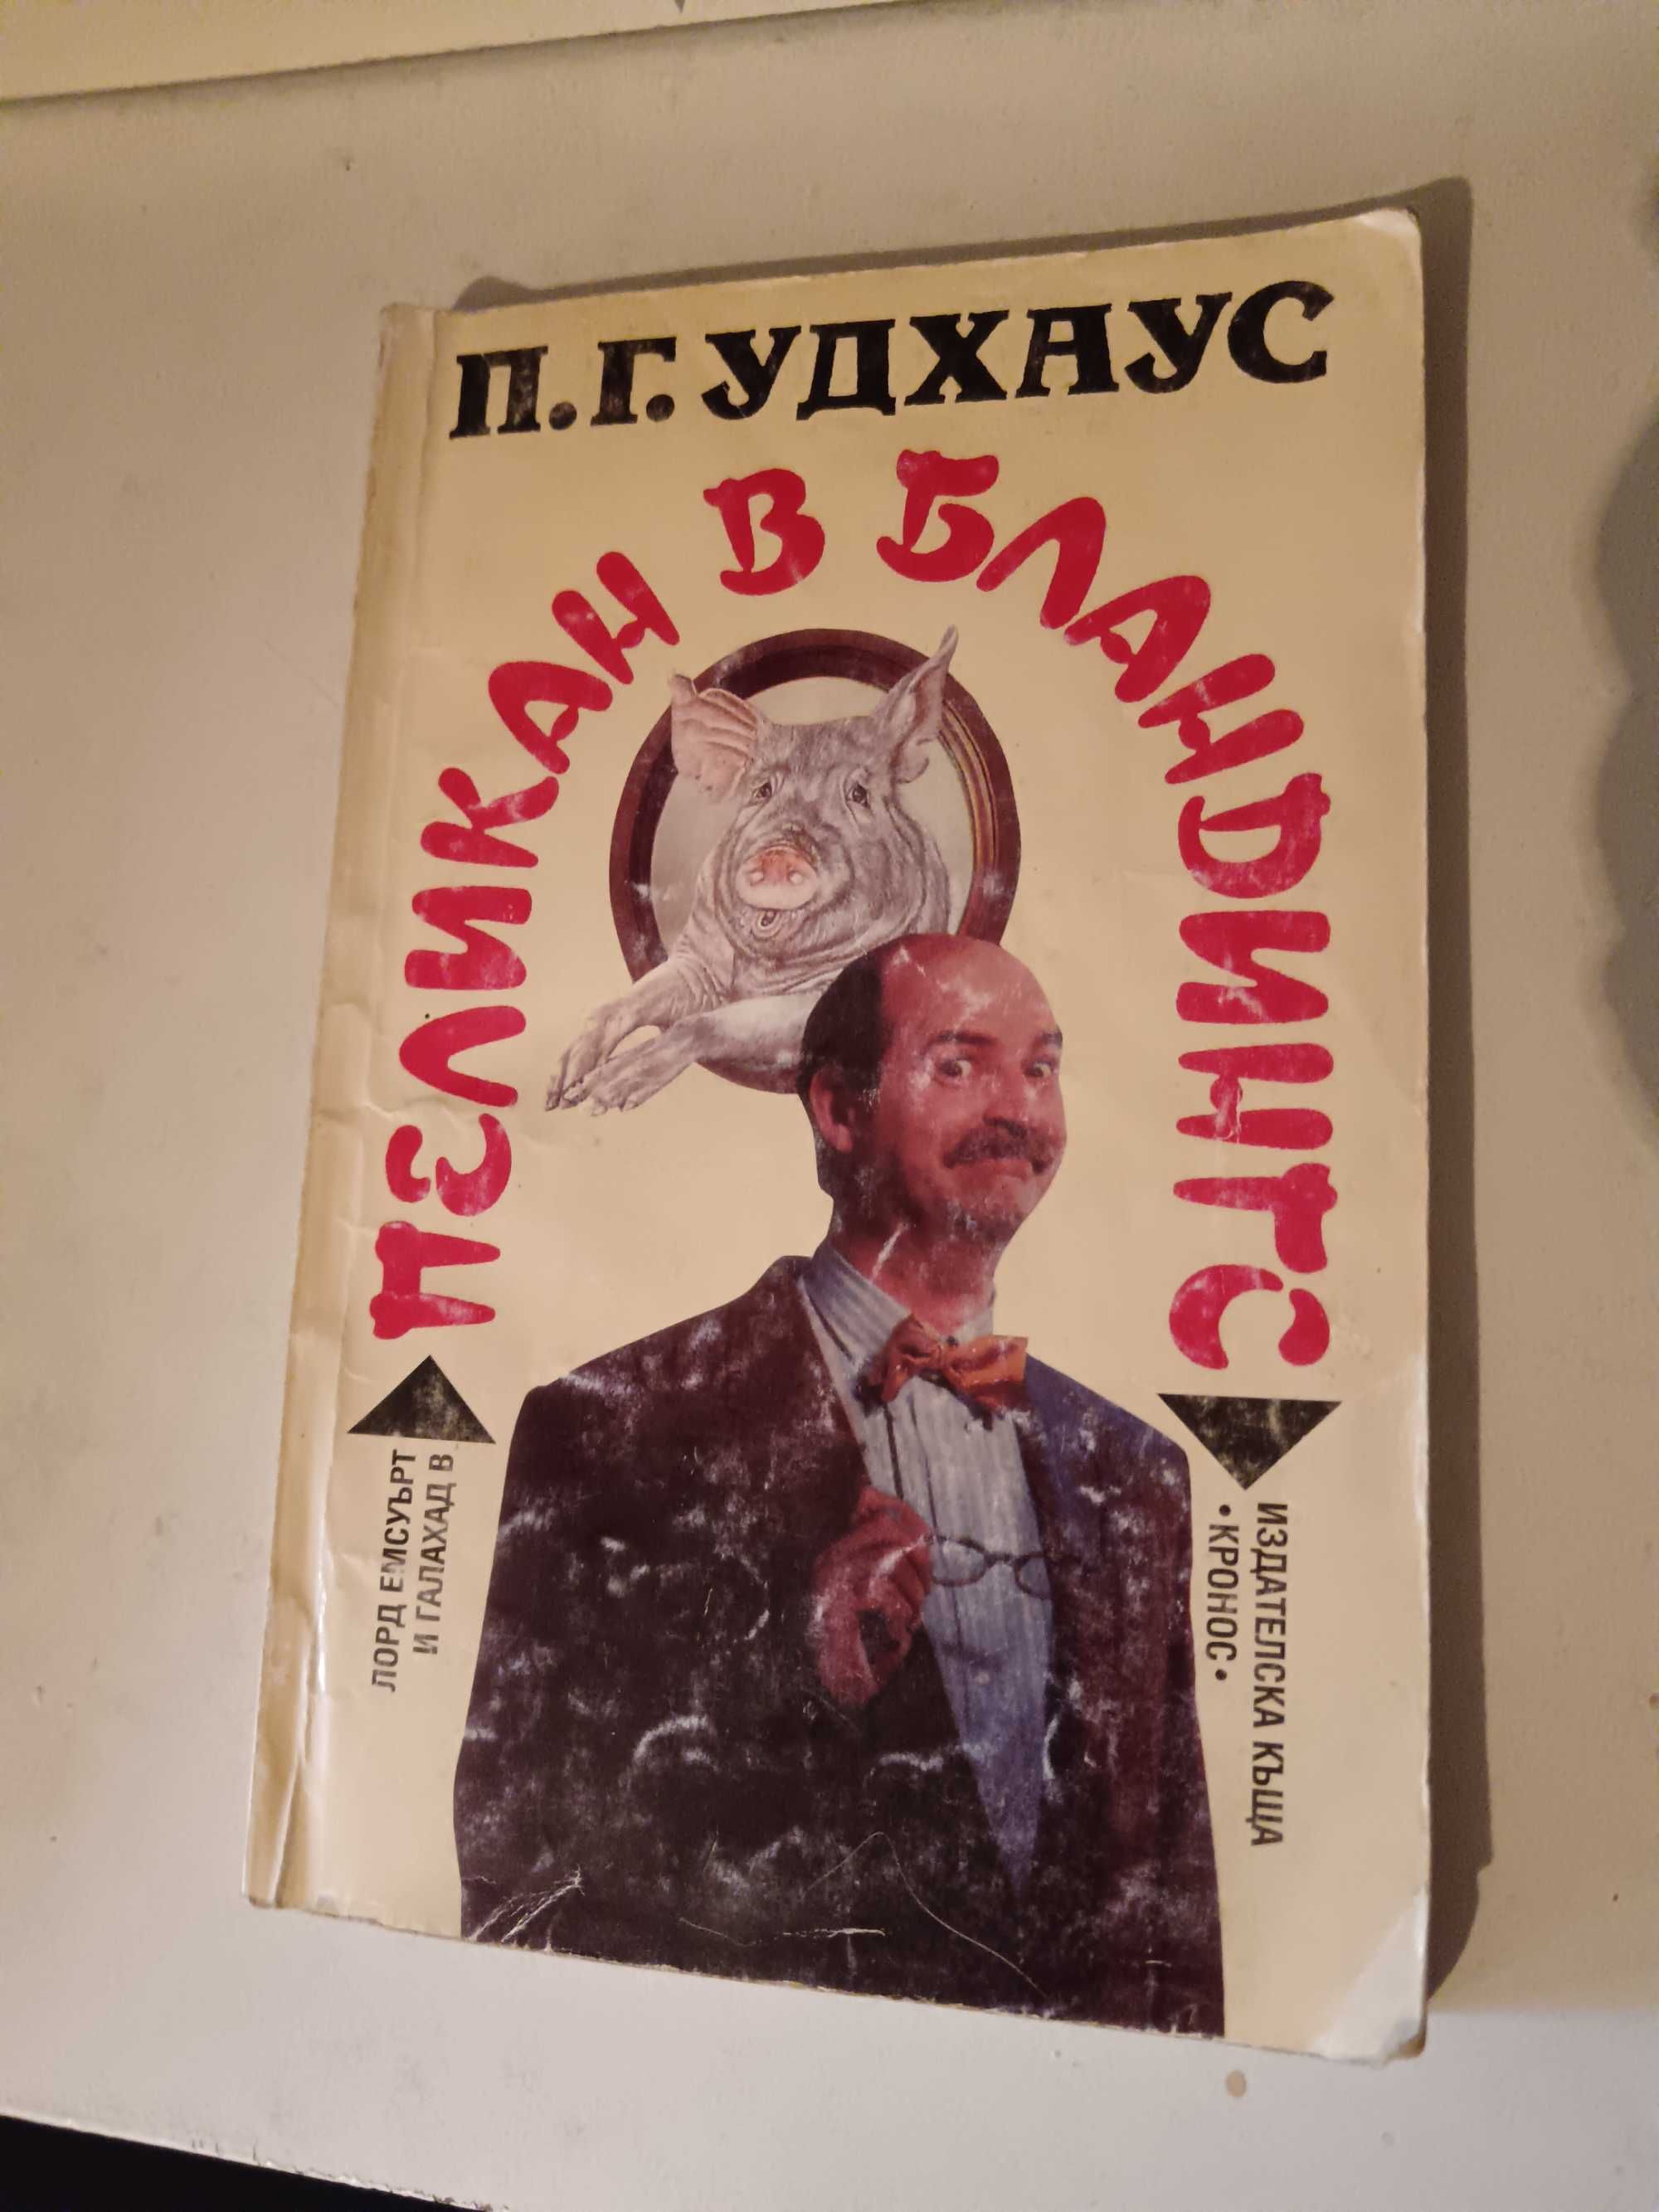 П. Г. УДХАУС
ПЕЛИКАН В БЛАНДИНГС
ЛОРД ЕМСУЪРТ
И ГАЛАХАД В
ИЗДАТЕЛСКА КЪЩА
• КРОНОС •